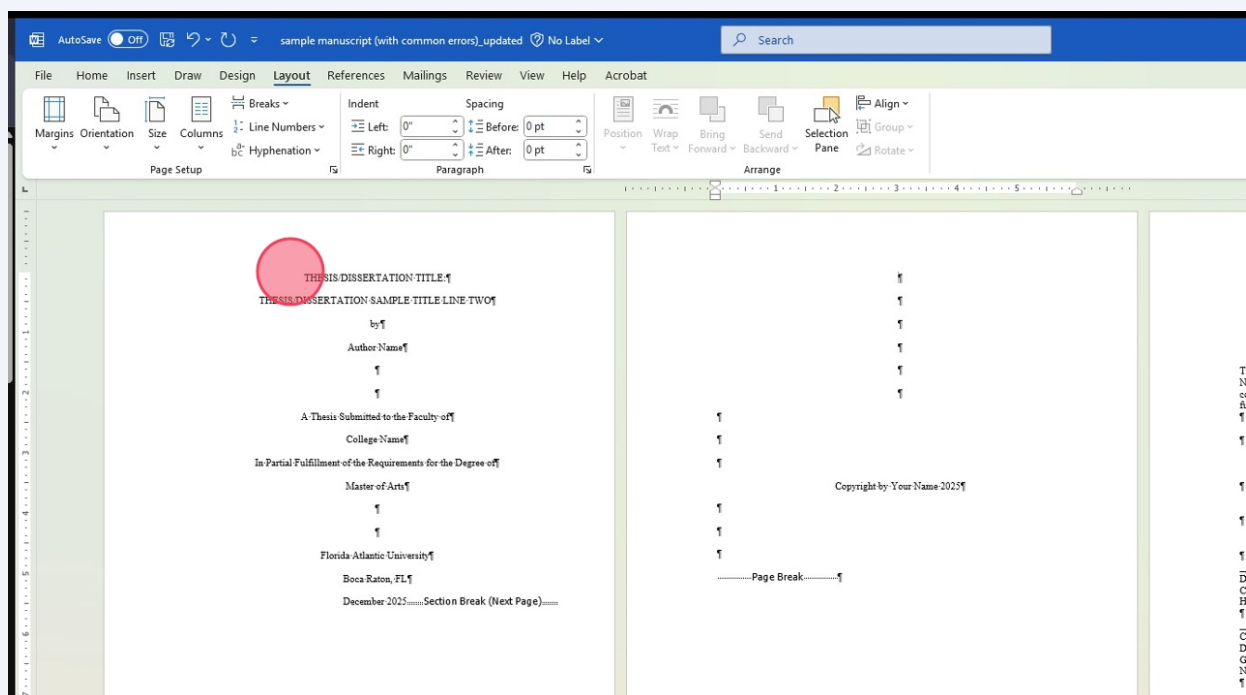 AutoSave Off sample manuscript (with common errors)_updated No Label Search
File Home Insert Draw Design Layout References Mailings Review View Help Acrobat
Margins Orientation Size Columns
Breaks
Line Numbers
Hyphenation
Page Setup
Indent Spacing
Left: 0" Before: 0 pt
Right: 0" After: 0 pt
Paragraph
Position Wrap Text Bring Forward Send Backward Selection Pane
Align
Group
Rotate
Arrange
1 2 3 4 5
THESIS/DISSERTATION TITLE:¶
THESIS/DISSERTATION SAMPLE TITLE LINE TWO¶
by¶
Author Name¶
¶
¶
A Thesis Submitted to the Faculty of¶
College Name¶
In Partial Fulfillment of the Requirements for the Degree of¶
Master of Arts¶
¶
¶
Florida Atlantic University¶
Boca Raton, FL¶
December 2025 Section Break (Next Page)
¶
¶
¶
¶
¶
¶
¶
¶
¶
Copyright by Your Name 2025¶
¶
¶
¶
Page Break ¶